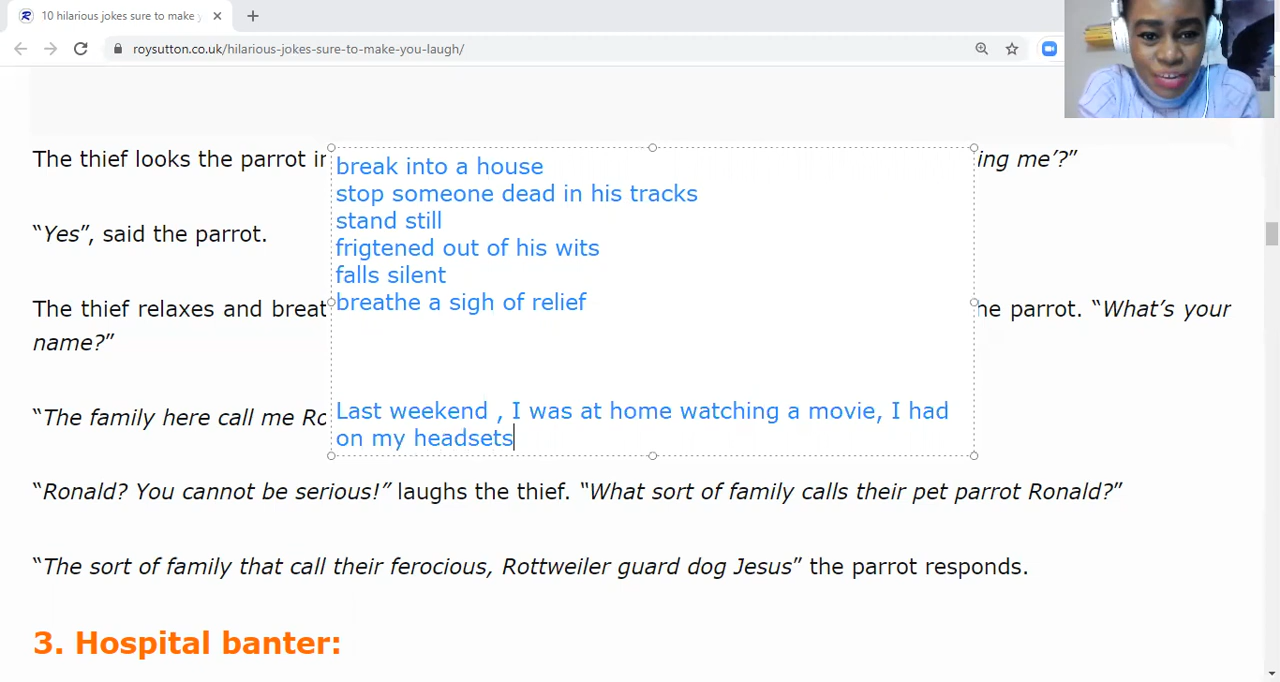 10 hilarious jokes sure to make
roysutton.co.uk/hilarious-jokes-sure-to-make-you-laugh/
The thief looks the parrot in
ing me’?”
break into a house
stop someone dead in his tracks
stand still
frigtened out of his wits
falls silent
breathe a sigh of relief
“Yes”, said the parrot.
The thief relaxes and breat
he parrot. “What’s your
name?”
“The family here call me Ro
Last weekend , I was at home watching a movie, I had
on my headsets
“Ronald? You cannot be serious!” laughs the thief. “What sort of family calls their pet parrot Ronald?”
“The sort of family that call their ferocious, Rottweiler guard dog Jesus” the parrot responds.
3. Hospital banter: